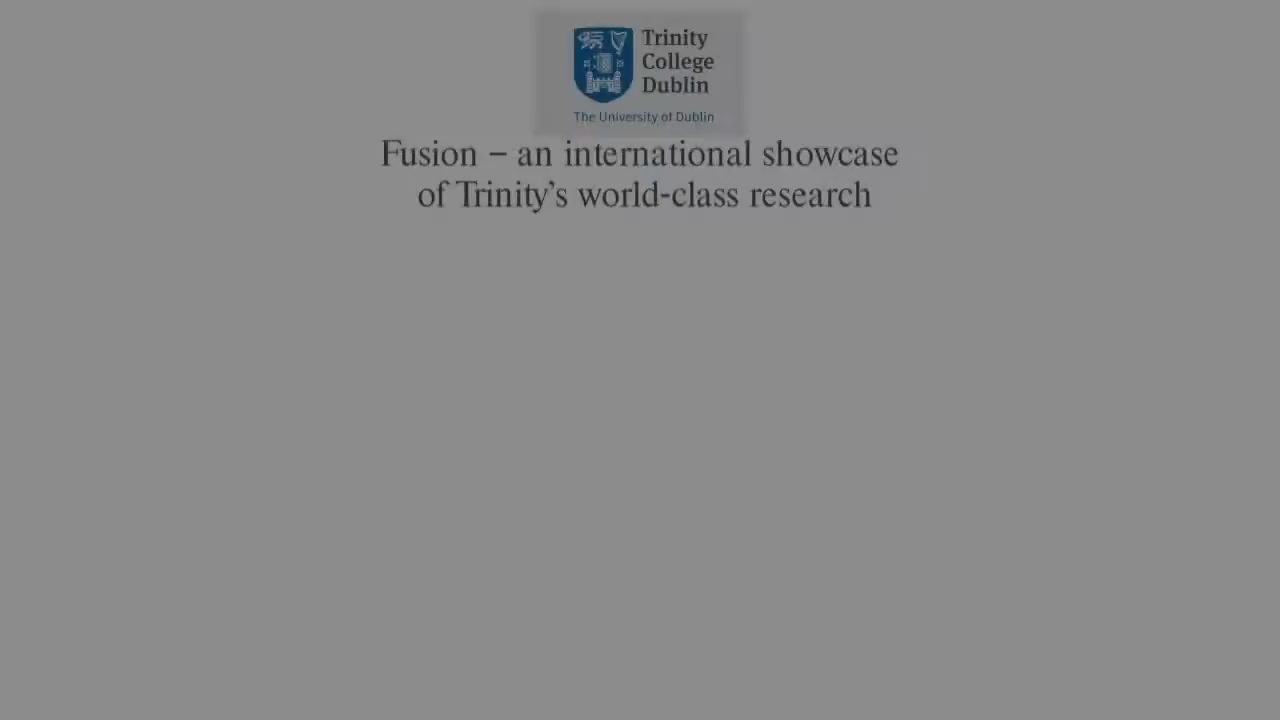 Trinity
College
Dublin
The University of Dublin
Fusion – an international showcase
of Trinity’s world-class research